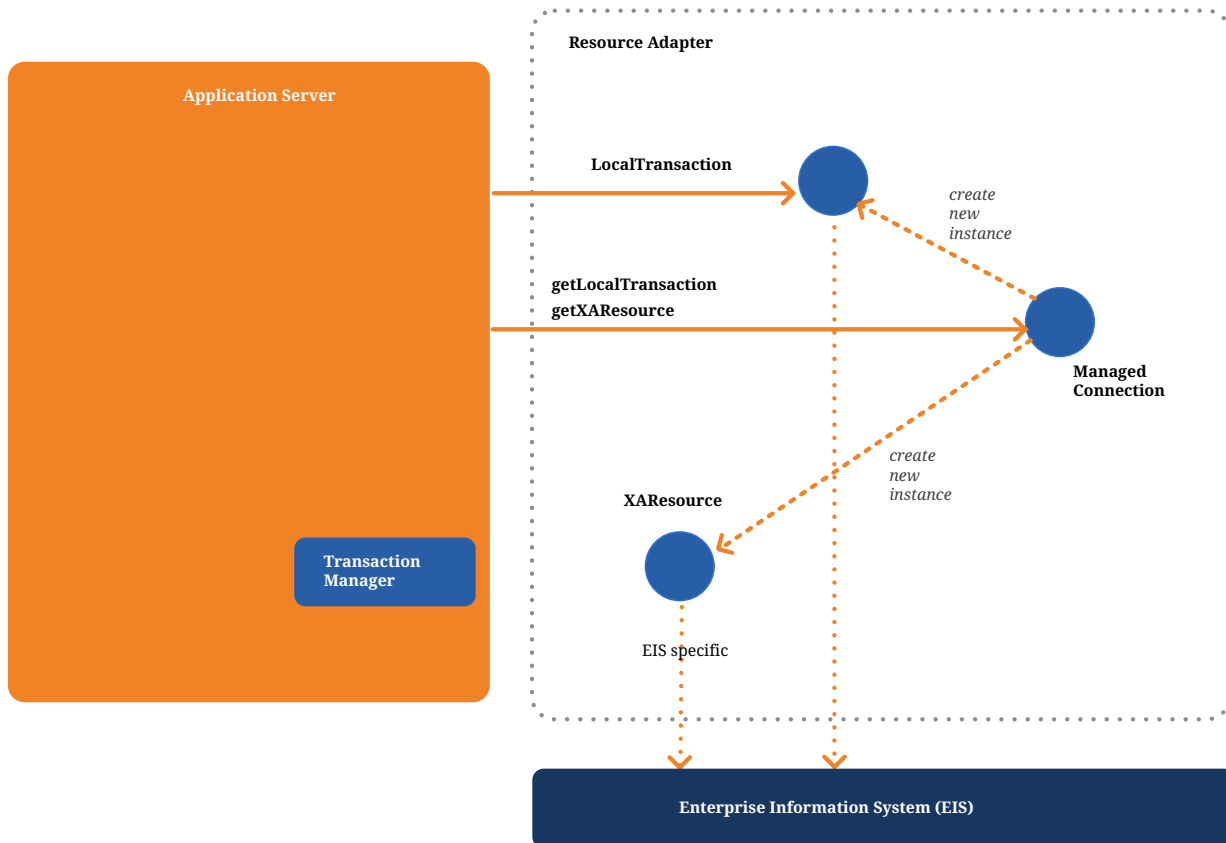 Resource Adapter
Application Server
LocalTransaction
create
new
instance
getLocalTransaction
getXAResource
Managed
Connection
create
new
instance
XAResource
Transaction
Manager
EIS specific
Enterprise Information System (EIS)